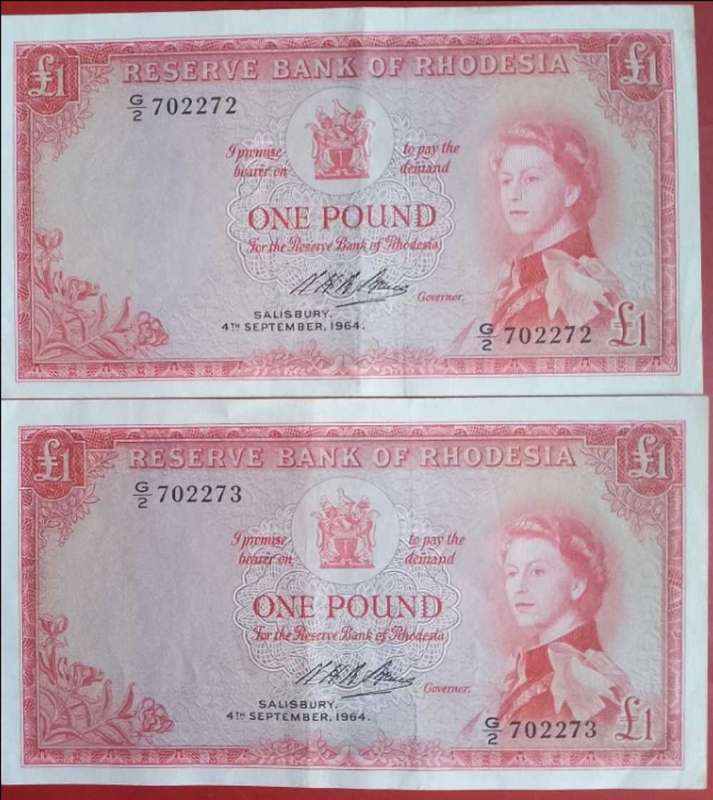 £1 RESERVE BANK OF RHODESIA £1
G/2 702272
I promise to pay the
bearer on demand
ONE POUND
For the Reserve Bank of Rhodesia
Governor.
SALISBURY.
4TH SEPTEMBER, 1964.
G/2 702272 £1
£1 RESERVE BANK OF RHODESIA £1
G/2 702273
I promise to pay the
bearer on demand
ONE POUND
For the Reserve Bank of Rhodesia
Governor.
SALISBURY.
4TH SEPTEMBER, 1964.
G/2 702273 £1